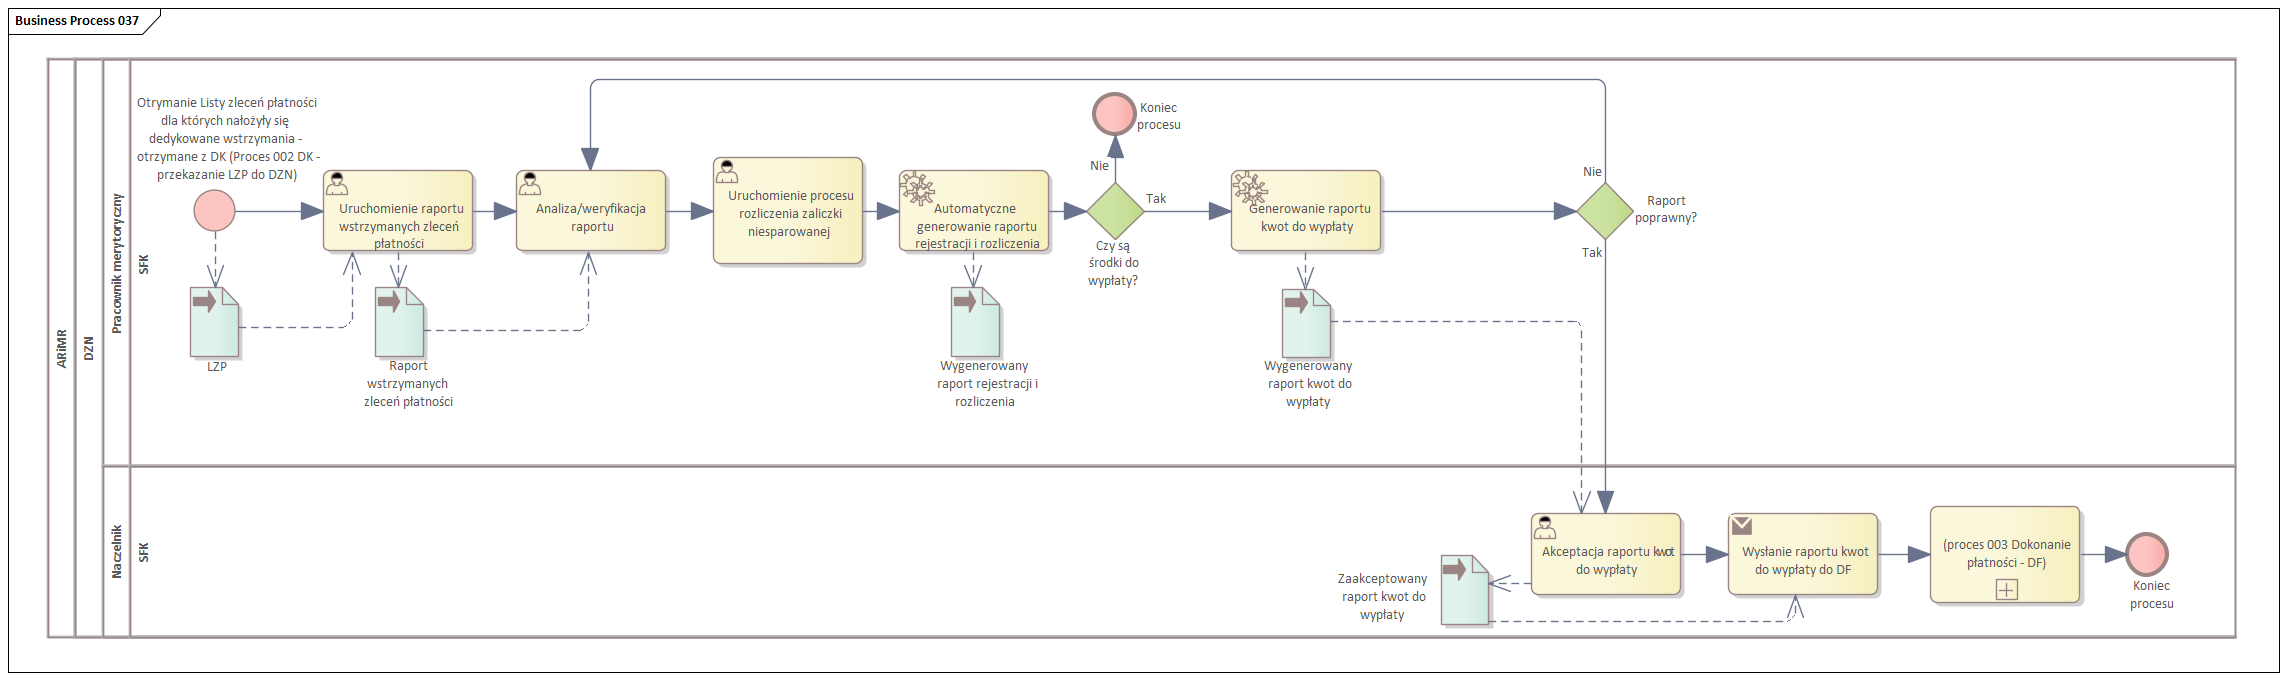 Business Process 037
ARiMR
DZN
Pracownik merytoryczny
SFK
Otrymanie Listy zleceń płatności
dla których nałożyły się
dedykowane wstrzymania -
otrzymane z DK (Proces 002 DK -
przekazanie LZP do DZN)
Uruchomienie raportu
wstrzymanych zleceń
płatności
Analiza/weryfikacja
raportu
Uruchomienie procesu
rozliczenia zaliczki
niesparowanej
Automatyczne
generowanie raportu
rejestracji i rozliczenia
Koniec
procesu
Nie
Tak
Czy są
środki do
wypłaty?
Generowanie raportu
kwot do wypłaty
Nie
Raport
poprawny?
Tak
LZP
Raport
wstrzymanych
zleceń płatności
Wygenerowany
raport rejestracji i
rozliczenia
Wygenerowany
raport kwot do
wypłaty
Naczelnik
SFK
Zaakceptowany
raport kwot do
wypłaty
Akceptacja raportu kwot
do wypłaty
Wysłanie raportu kwot
do wypływ do DF
(proces 003 Dokonanie
płatności - DF)
Koniec
procesu